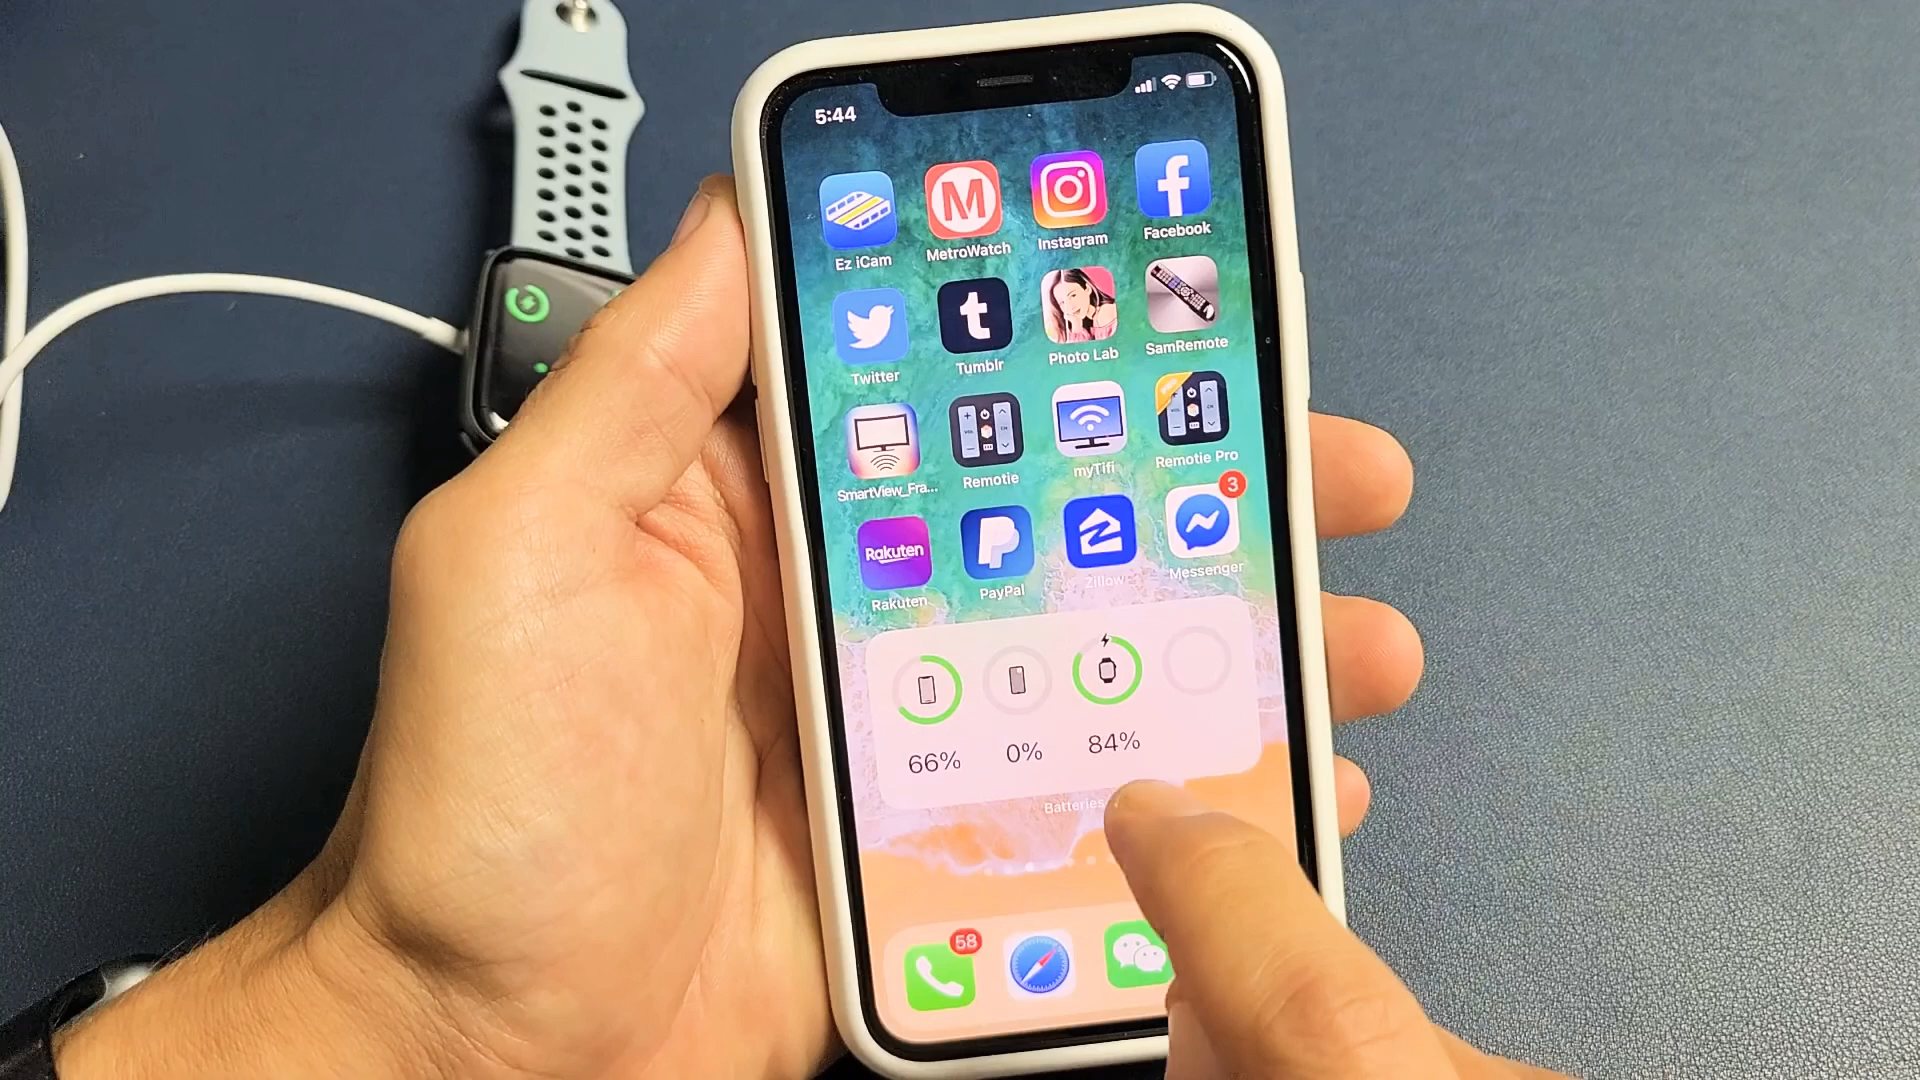 5:44
M
Ez iCam
MetroWatch
Instagram
Facebook
Twitter
Tumblr
Photo Lab
SamRemote
SmartView_Fra...
Remotie
myTifi
Remotie Pro
3
Rakuten
Rakuten
PayPal
Zillow
Messenger
66%
0%
84%
Batteries
58